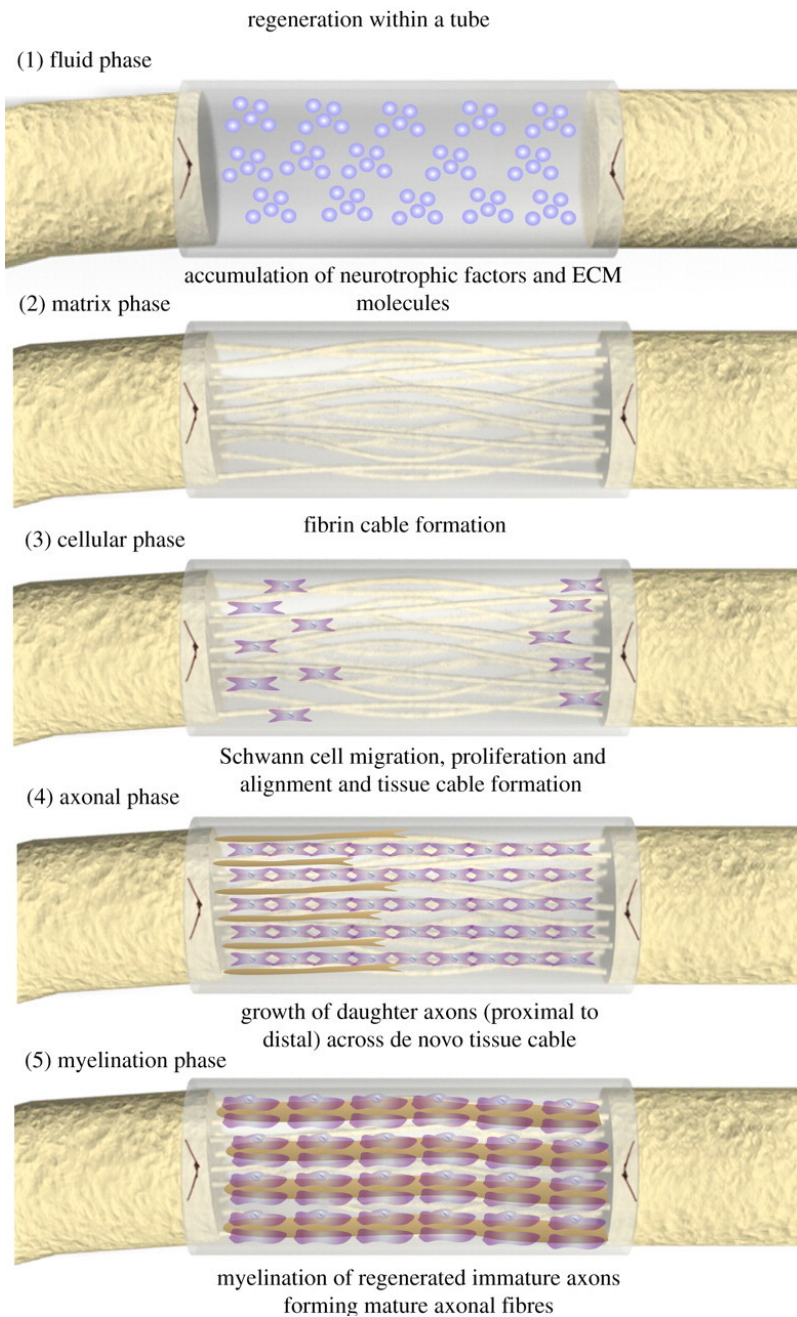 regeneration within a tube
(1) fluid phase
accumulation of neurotrophic factors and ECM
molecules
(2) matrix phase
fibrin cable formation
(3) cellular phase
Schwann cell migration, proliferation and
alignment and tissue cable formation
(4) axonal phase
growth of daughter axons (proximal to
distal) across de novo tissue cable
(5) myelination phase
myelination of regenerated immature axons
forming mature axonal fibres